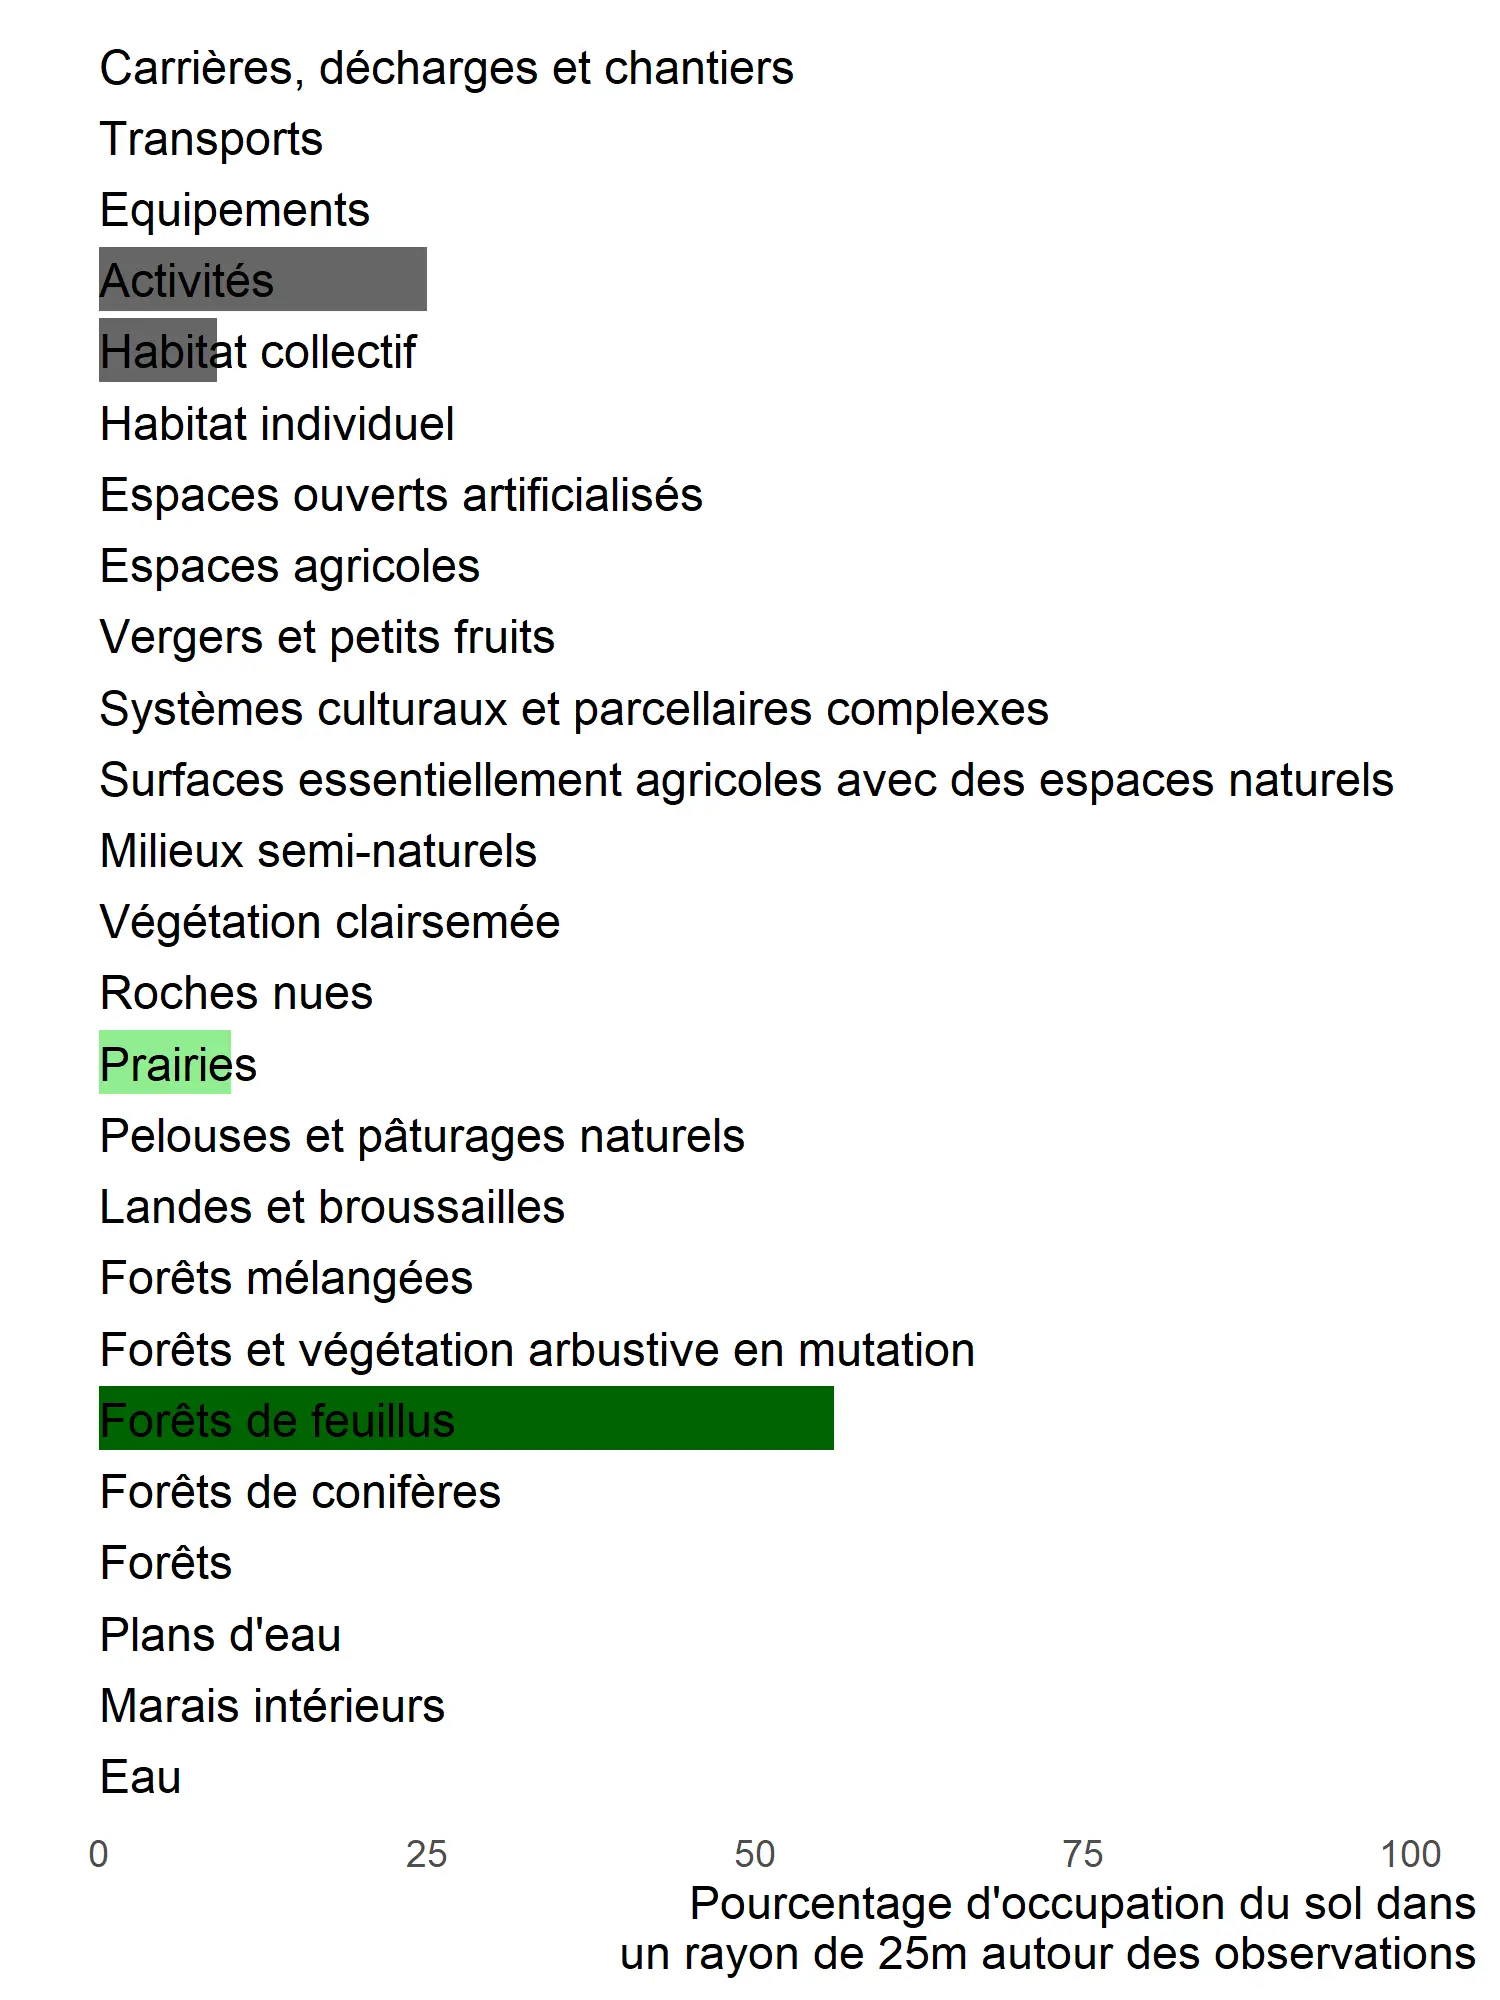 Carrières, décharges et chantiers
Transports
Equipements
Activités
Habitat collectif
Habitat individuel
Espaces ouverts artificialisés
Espaces agricoles
Vergers et petits fruits
Systèmes culturaux et parcellaires complexes
Surfaces essentiellement agricoles avec des espaces naturels
Milieux semi-naturels
Végétation clairsemée
Roches nues
Prairies
Pelouses et pâturages naturels
Landes et broussailles
Forêts mélangées
Forêts et végétation arbustive en mutation
Forêts de feuillus
Forêts de conifères
Forêts
Plans d'eau
Marais intérieurs
Eau
0 25 50 75 100
Pourcentage d'occupation du sol dans
un rayon de 25m autour des observations